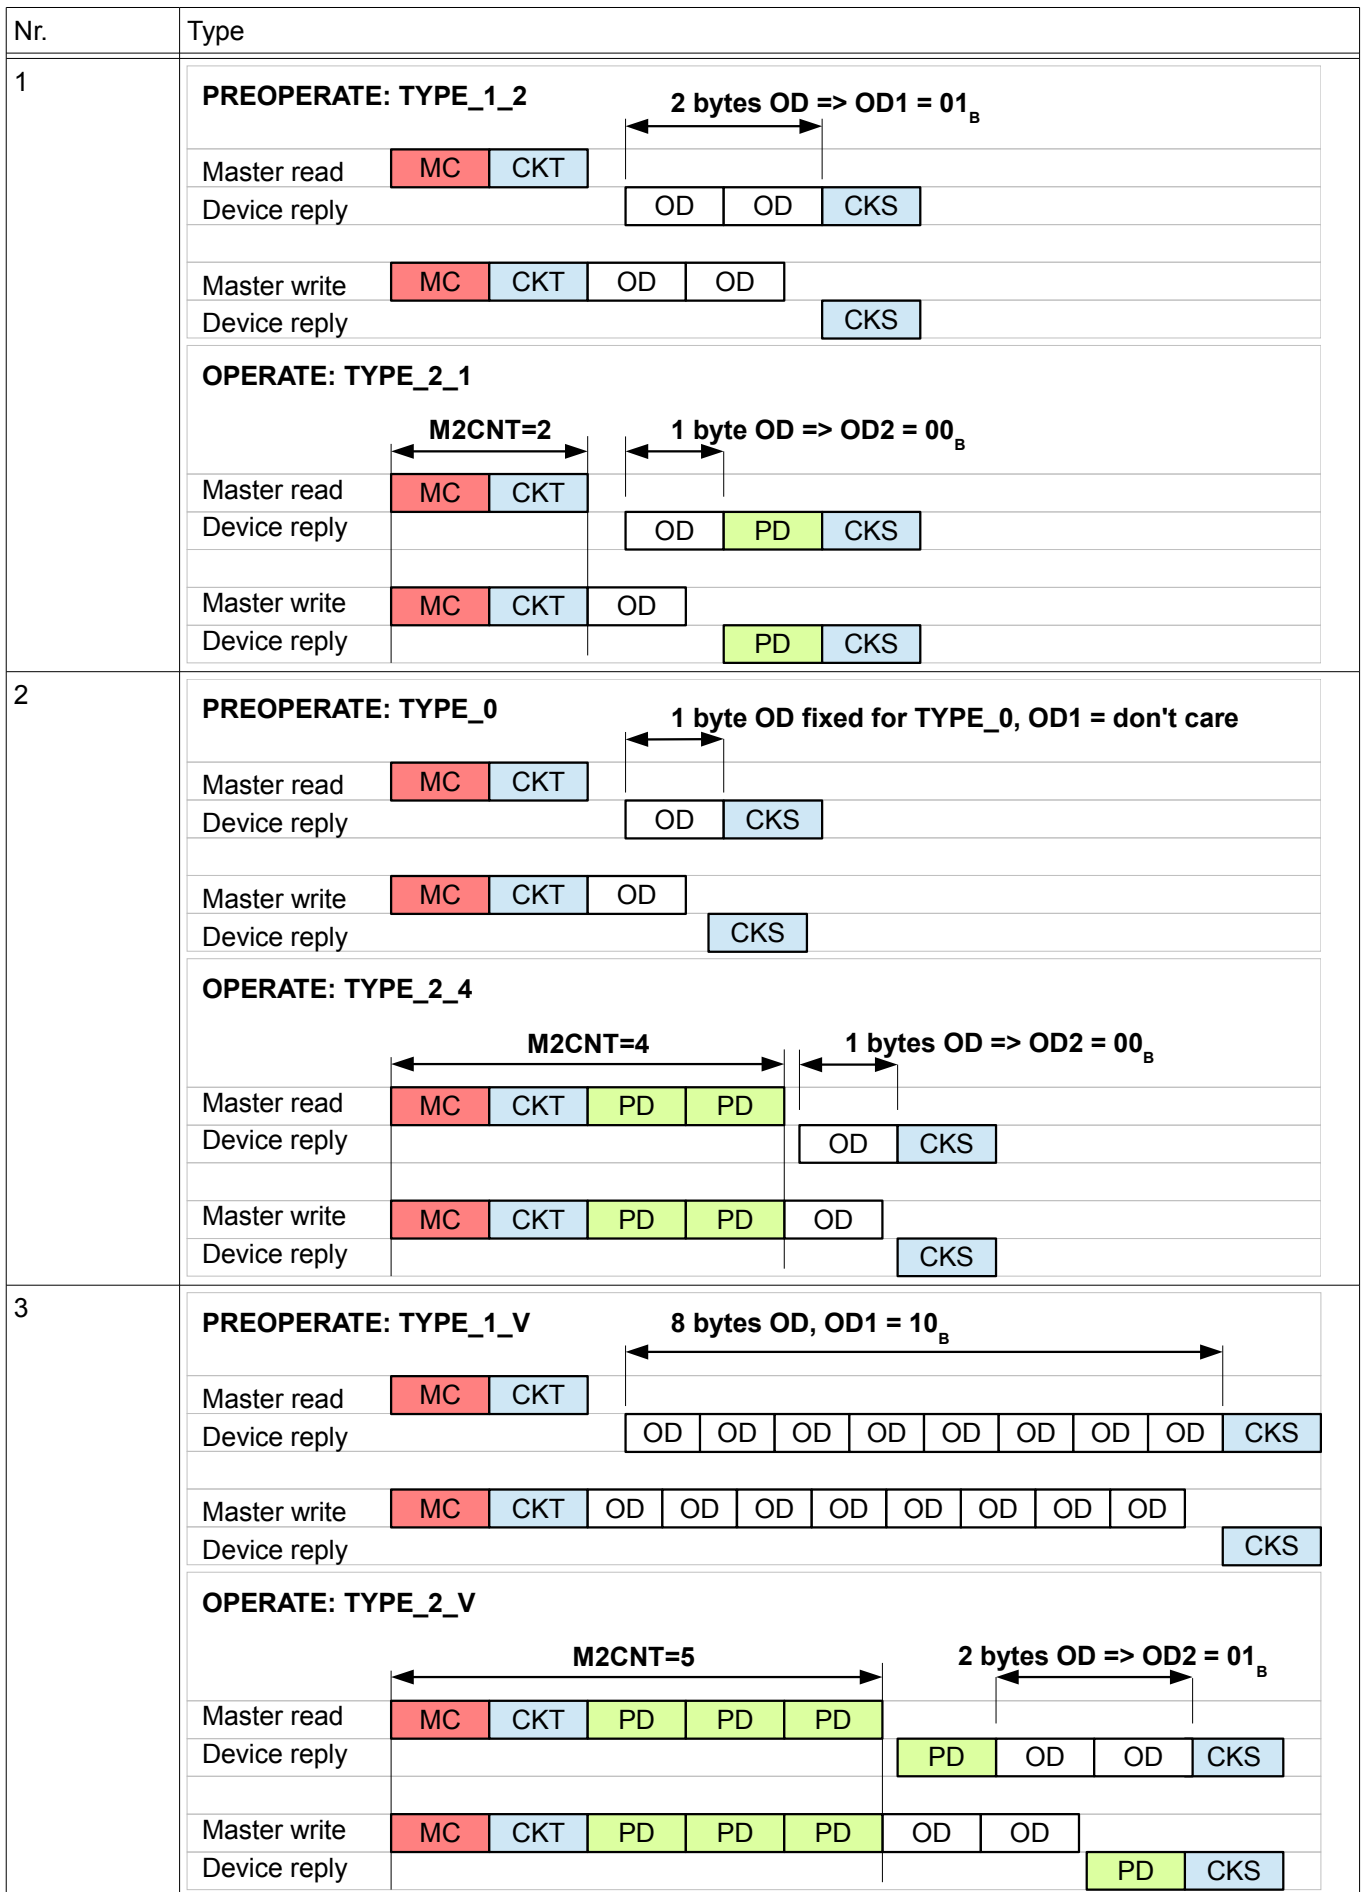 Nr. Type
1
PREOPERATE: TYPE_1_2 2 bytes OD => OD1 = 01B
Master read MC CKT
Device reply OD OD CKS
Master write MC CKT OD OD
Device reply CKS
OPERATE: TYPE_2_1
M2CNT=2 1 byte OD => OD2 = 00B
Master read MC CKT
Device reply OD PD CKS
Master write MC CKT OD
Device reply PD CKS
2
PREOPERATE: TYPE_0 1 byte OD fixed for TYPE_0, OD1 = don't care
Master read MC CKT
Device reply OD CKS
Master write MC CKT OD
Device reply CKS
OPERATE: TYPE_2_4
M2CNT=4 1 bytes OD => OD2 = 00B
Master read MC CKT PD PD
Device reply OD CKS
Master write MC CKT PD PD OD
Device reply CKS
3
PREOPERATE: TYPE_1_V 8 bytes OD, OD1 = 10B
Master read MC CKT
Device reply OD OD OD OD OD OD OD OD CKS
Master write MC CKT OD OD OD OD OD OD OD OD
Device reply CKS
OPERATE: TYPE_2_V
M2CNT=5 2 bytes OD => OD2 = 01B
Master read MC CKT PD PD PD
Device reply PD OD OD CKS
Master write MC CKT PD PD PD OD OD
Device reply PD CKS